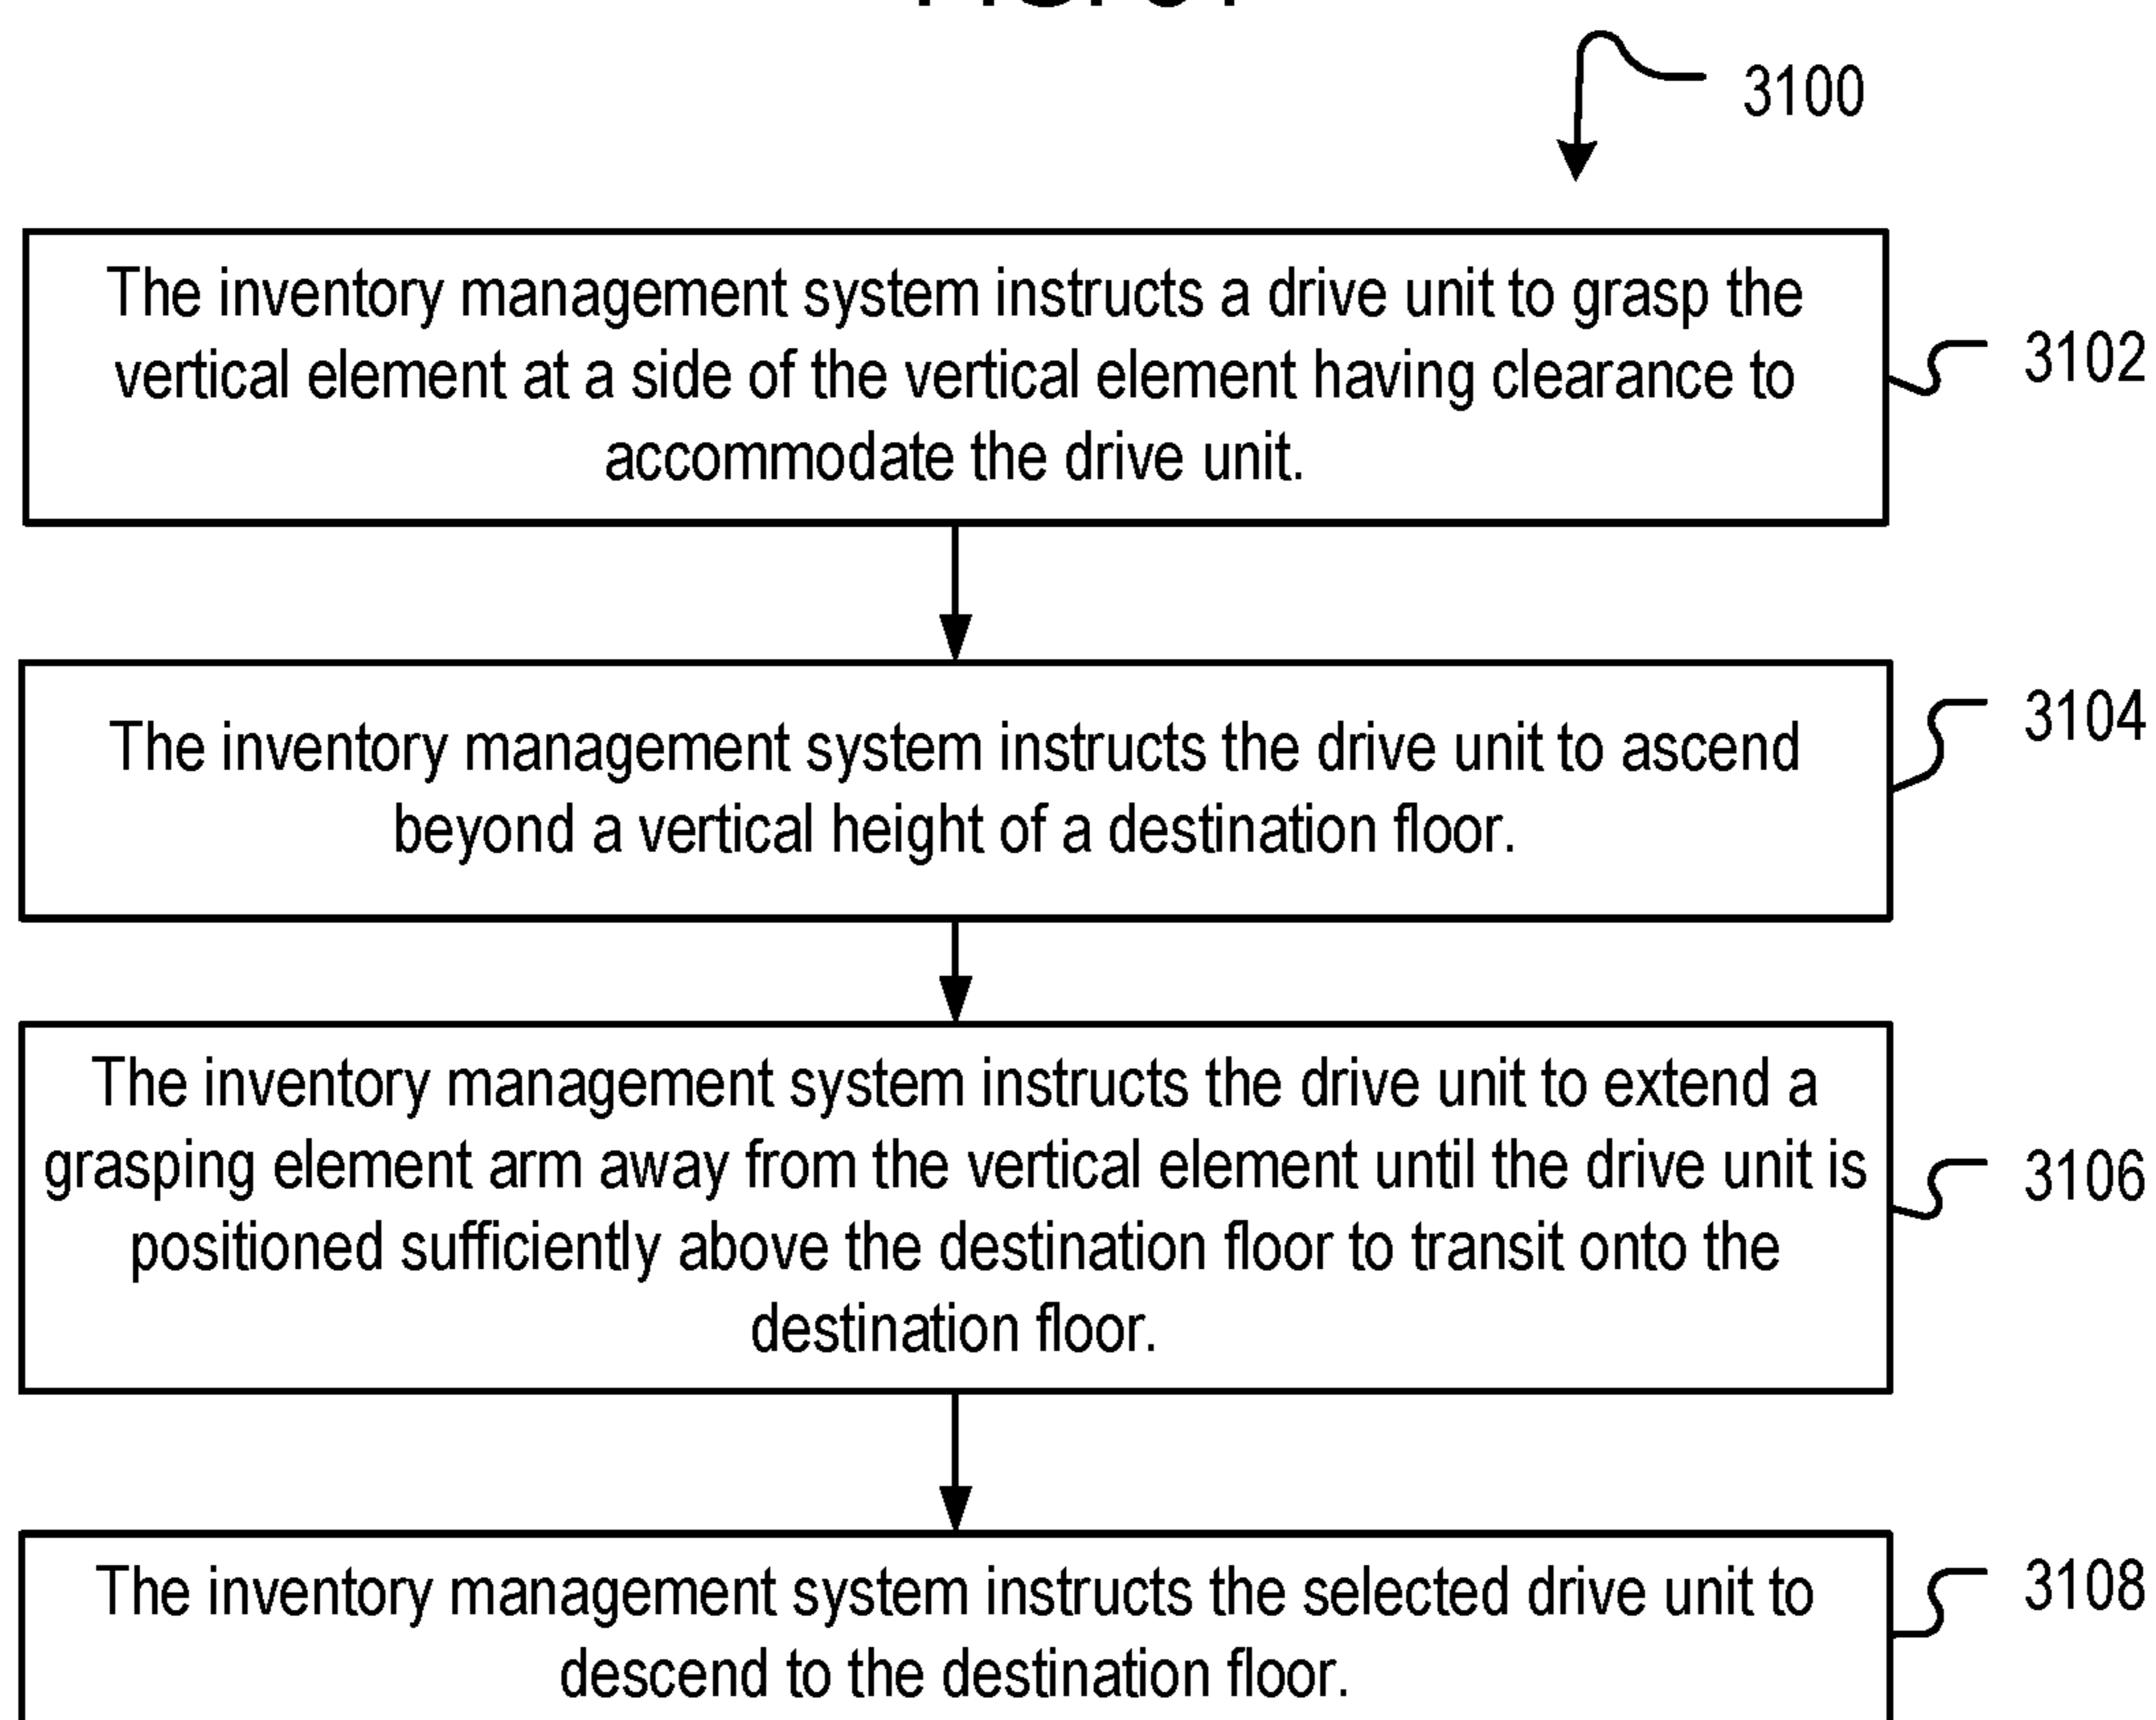 3100
The inventory management system instructs a drive unit to grasp the
vertical element at a side of the vertical element having clearance to
accommodate the drive unit.
3102
The inventory management system instructs the drive unit to ascend
beyond a vertical height of a destination floor.
3104
The inventory management system instructs the drive unit to extend a
grasping element arm away from the vertical element until the drive unit is
positioned sufficiently above the destination floor to transit onto the
destination floor.
3106
The inventory management system instructs the selected drive unit to
descend to the destination floor.
3108